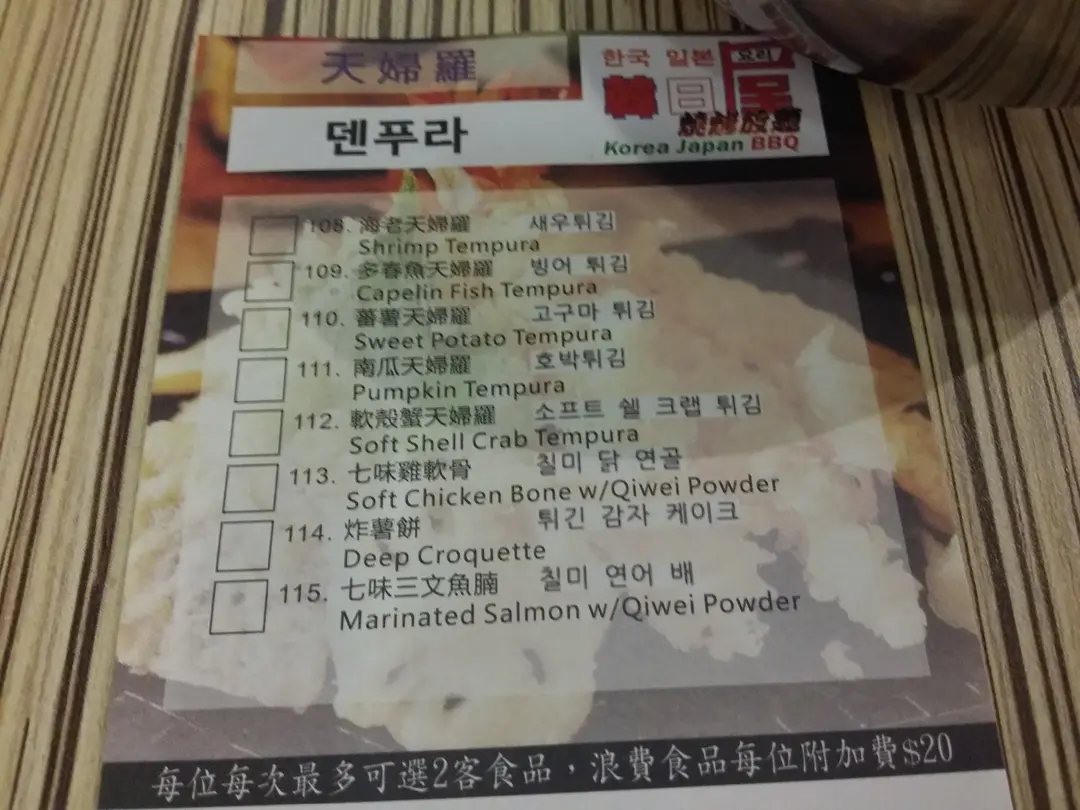 天婦羅
덴푸라
한국 일본 요리
韓日屋
燒烤放題
Korea Japan BBQ
108. 海老天婦羅 새우튀김
Shrimp Tempura
109. 多春魚天婦羅 빙어 튀김
Capelin Fish Tempura
110. 蕃薯天婦羅 고구마 튀김
Sweet Potato Tempura
111. 南瓜天婦羅 호박튀김
Pumpkin Tempura
112. 軟殼蟹天婦羅 소프트 쉘 크랩 튀김
Soft Shell Crab Tempura
113. 七味雞軟骨 칠미 닭 연골
Soft Chicken Bone w/Qiwei Powder
114. 炸薯餅 튀긴 감자 케이크
Deep Croquette
115. 七味三文魚腩 칠미 연어 배
Marinated Salmon w/Qiwei Powder
每位每次最多可選2客食品，浪費食品每位附加費$20